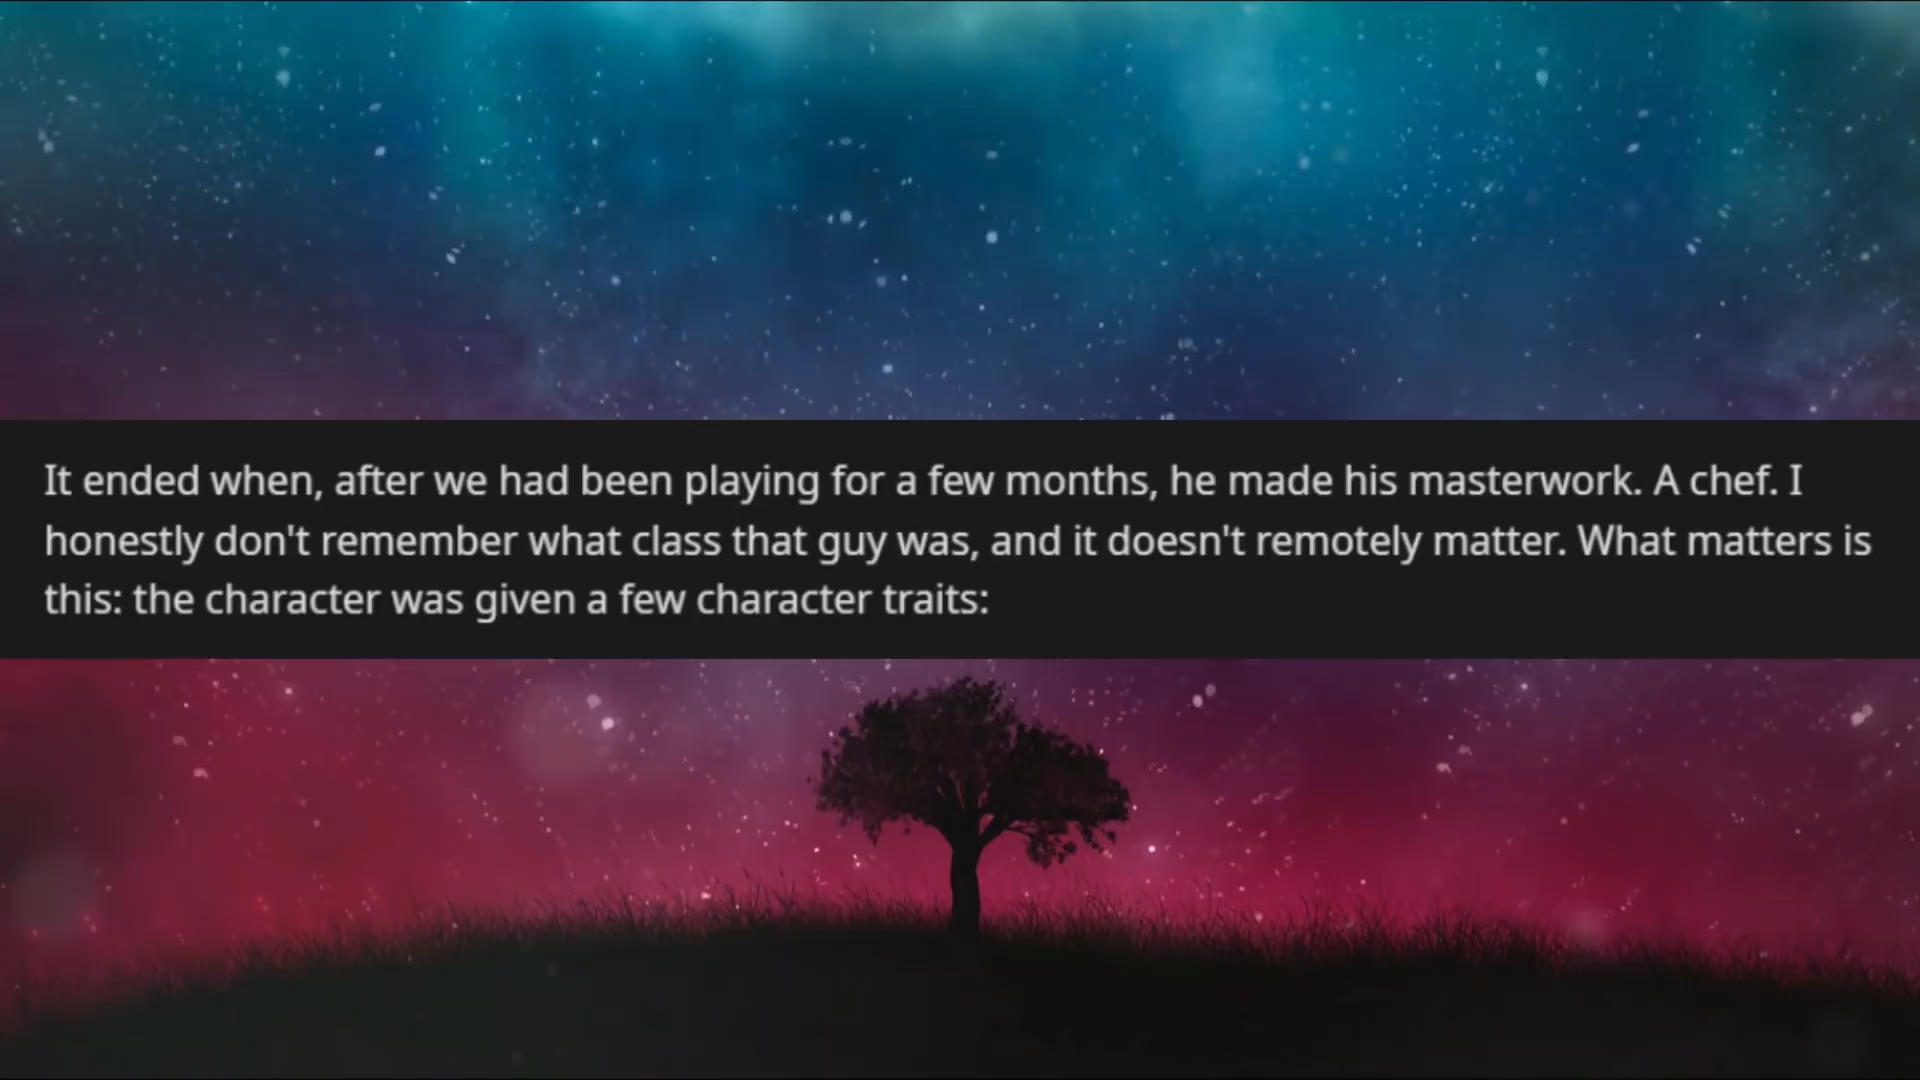 It ended when, after we had been playing for a few months, he made his masterwork. A chef. I
honestly don't remember what class that guy was, and it doesn't remotely matter. What matters is
this: the character was given a few character traits: